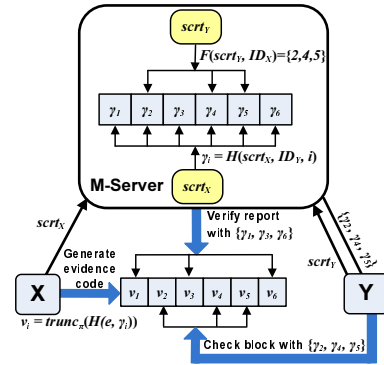 scrtY
F(scrtY, IDX)={2,4,5}
γ1 γ2 γ3 γ4 γ5 γ6
γi = H(scrtX, IDY, i)
M-Server
scrtX
scrtX
Verify report
with {γ1, γ3, γ6}
scrtY
{γ2, γ4, γ5}
Generate
evidence
code
X
v1 v2 v3 v4 v5 v6
Y
vi = truncn(H(e, γi))
Check block with {γ2, γ4, γ5}